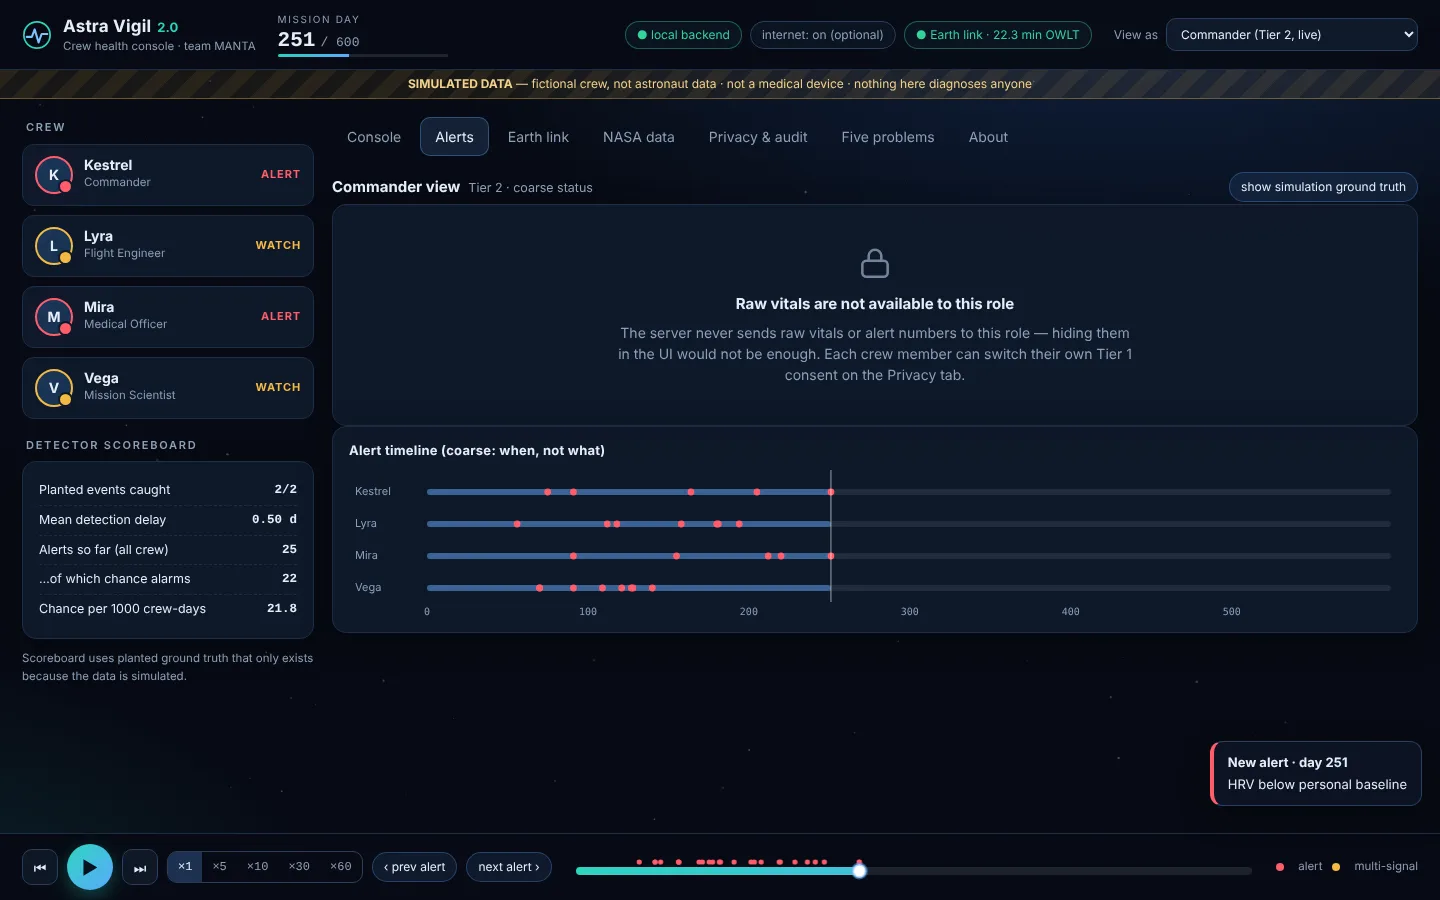 Astra Vigil 2.0
Crew health console · team MANTA
MISSION DAY
251 / 600
local backend
internet: on (optional)
Earth link · 22.3 min OWLT
View as
Commander (Tier 2, live)
SIMULATED DATA — fictional crew, not astronaut data · not a medical device · nothing here diagnoses anyone
CREW
K
Kestrel
Commander
ALERT
L
Lyra
Flight Engineer
WATCH
M
Mira
Medical Officer
ALERT
V
Vega
Mission Scientist
WATCH
DETECTOR SCOREBOARD
Planted events caught 2/2
Mean detection delay 0.50 d
Alerts so far (all crew) 25
...of which chance alarms 22
Chance per 1000 crew-days 21.8
Scoreboard uses planted ground truth that only exists
because the data is simulated.
Console Alerts Earth link NASA data Privacy & audit Five problems About
Commander view Tier 2 · coarse status
show simulation ground truth
Raw vitals are not available to this role
The server never sends raw vitals or alert numbers to this role — hiding them
in the UI would not be enough. Each crew member can switch their own Tier 1
consent on the Privacy tab.
Alert timeline (coarse: when, not what)
Kestrel
Lyra
Mira
Vega
0 100 200 300 400 500
New alert · day 251
HRV below personal baseline
×1 ×5 ×10 ×30 ×60
‹ prev alert
next alert ›
alert
multi-signal